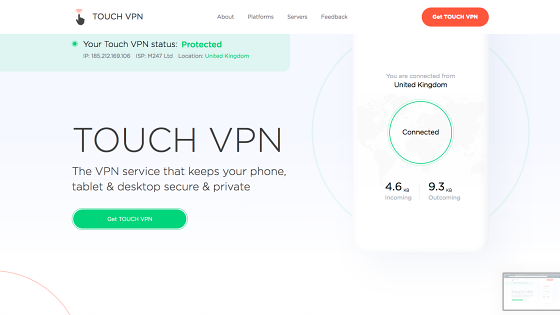 TOUCH VPN
About Platforms Servers Feedback
Get TOUCH VPN
Your Touch VPN status: Protected
IP: 185.212.169.106 ISP: M247 Ltd Location: United Kingdom
You are connected from
United Kingdom
Connected
4.6 KB 9.3 KB
Incoming Outcoming
TOUCH VPN
The VPN service that keeps your phone,
tablet & desktop secure & private
Get TOUCH VPN